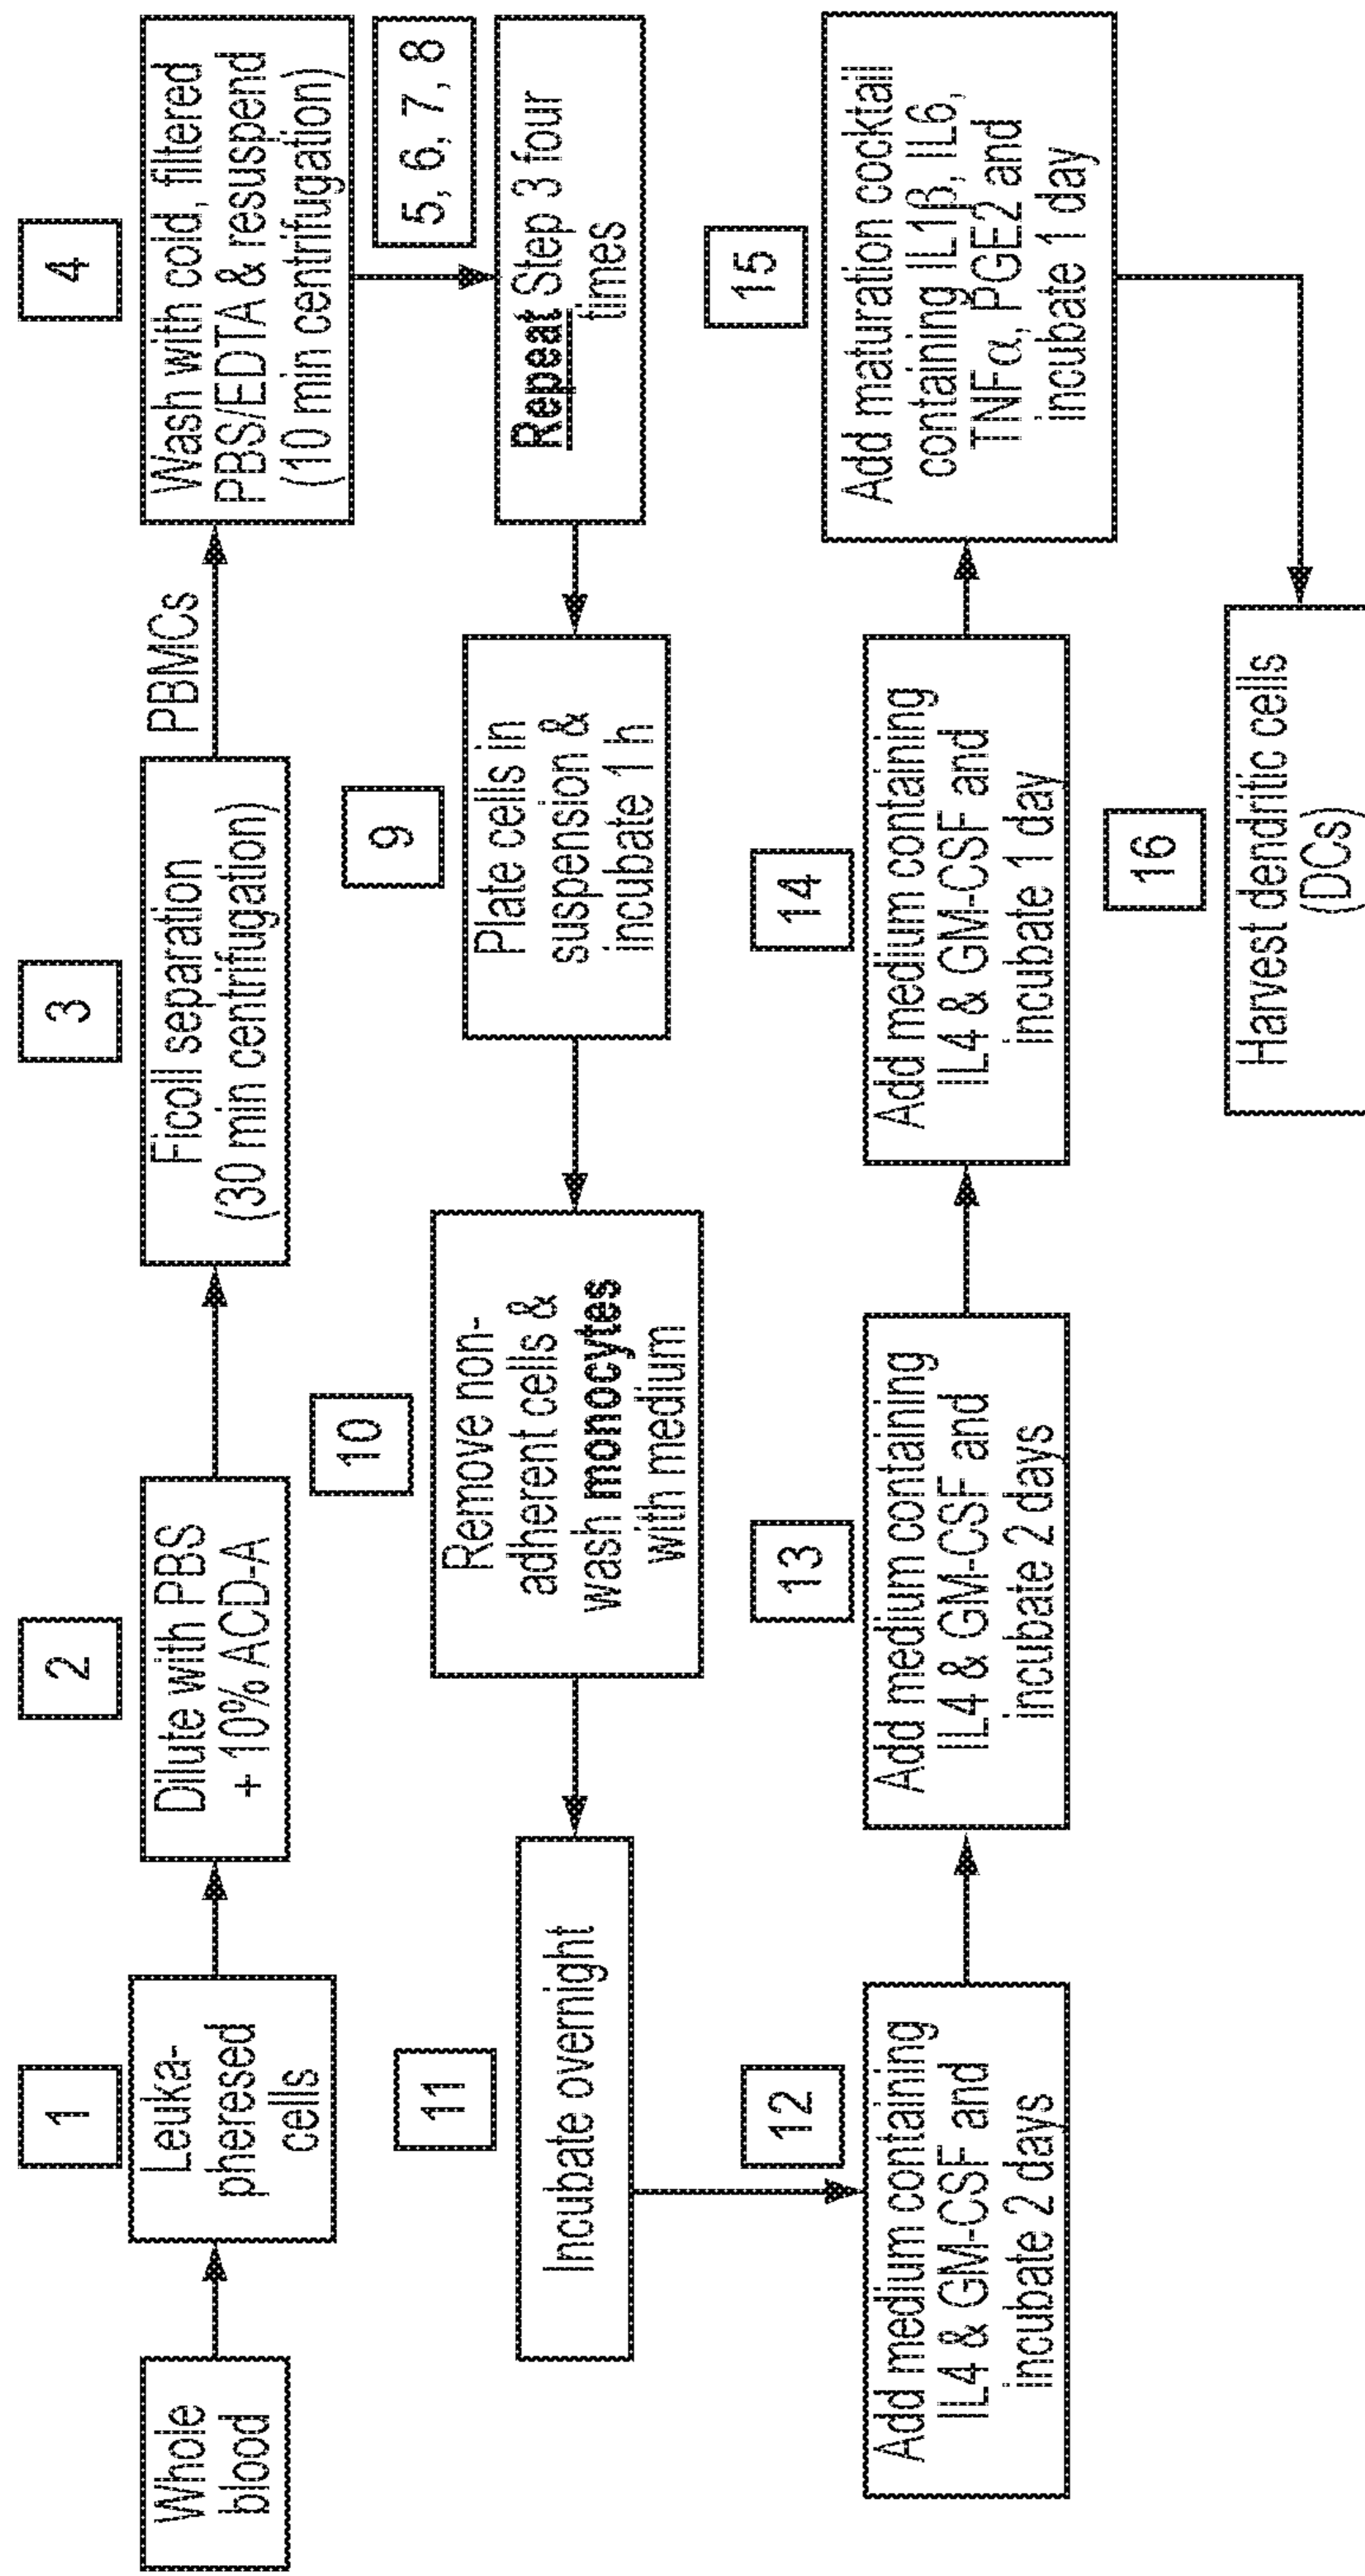 Whole
blood
1
Leuka-
pheresed
cells
2
Dilute with PBS
+ 10% ACD-A
3
Ficoll separation
(30 min centrifugation)
PBMCs
4
Wash with cold, filtered
PBS/EDTA & resuspend
(10 min centrifugation)
5, 6, 7, 8
Repeat Step 3 four
times
9
Plate cells in
suspension &
incubate 1 h
10
Remove non-
adherent cells &
wash monocytes
with medium
11
Incubate overnight
12
Add medium containing
IL4 & GM-CSF and
incubate 2 days
13
Add medium containing
IL4 & GM-CSF and
incubate 2 days
14
Add medium containing
IL4 & GM-CSF and
incubate 1 day
15
Add maturation cocktail
containing IL1β, IL6,
TNFα, PGE2 and
incubate 1 day
16
Harvest dendritic cells
(DCs)